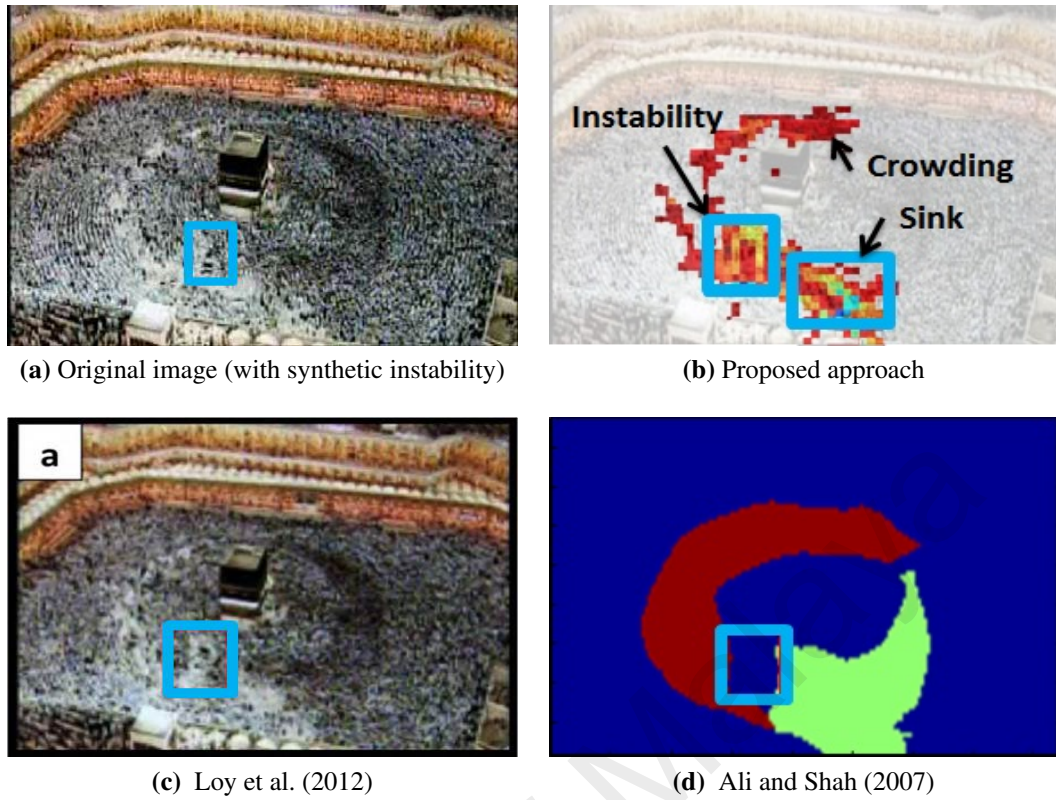 Instability
Crowding
Sink
(a) Original image (with synthetic instability)
(b) Proposed approach
a
(c) Loy et al. (2012)
(d) Ali and Shah (2007)